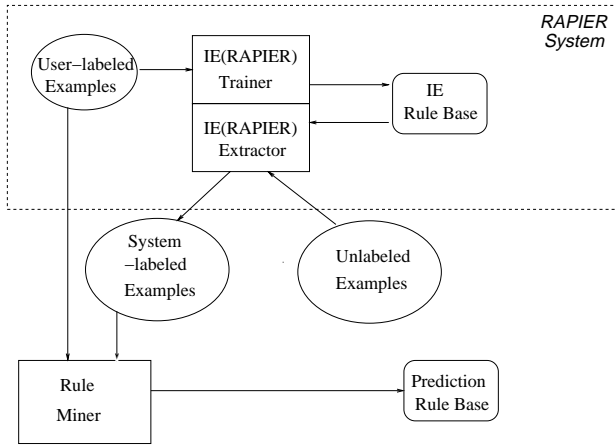 RAPIER
System
User-labeled
Examples
IE(RAPIER)
Trainer
IE
Rule Base
IE(RAPIER)
Extractor
System
-labeled
Examples
Unlabeled
Examples
Rule
Miner
Prediction
Rule Base